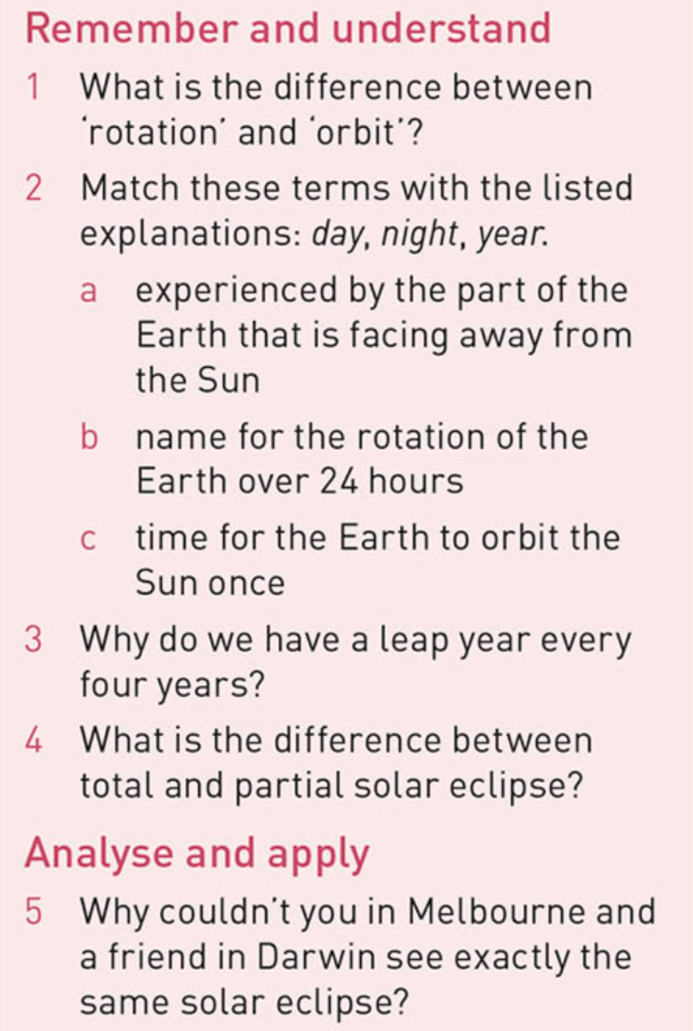 Remember and understand
1 What is the difference between
‘rotation’ and ‘orbit’?
2 Match these terms with the listed
explanations: day, night, year.
a experienced by the part of the
Earth that is facing away from
the Sun
b name for the rotation of the
Earth over 24 hours
c time for the Earth to orbit the
Sun once
3 Why do we have a leap year every
four years?
4 What is the difference between
total and partial solar eclipse?
Analyse and apply
5 Why couldn’t you in Melbourne and
a friend in Darwin see exactly the
same solar eclipse?